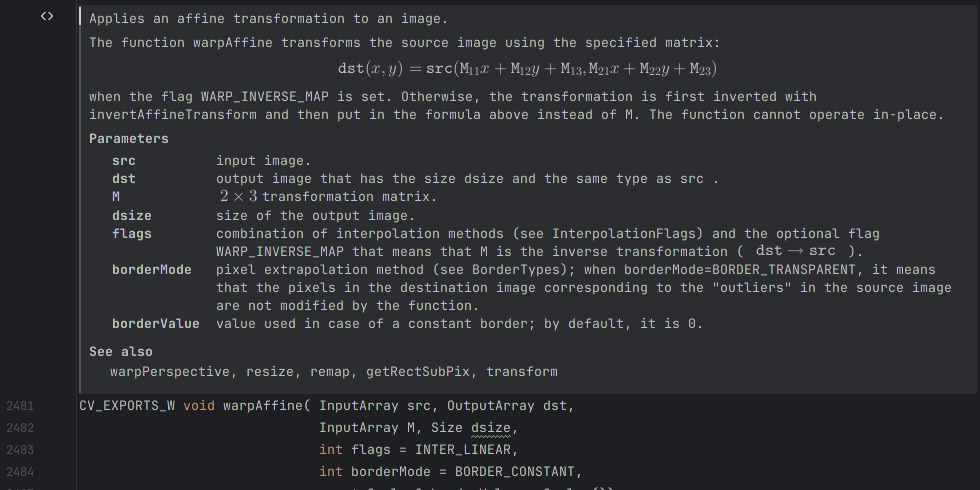 Applies an affine transformation to an image.
The function warpAffine transforms the source image using the specified matrix:
dst(x, y) = src(M₁₁x + M₁₂y + M₁₃, M₂₁x + M₂₂y + M₂₃)
when the flag WARP_INVERSE_MAP is set. Otherwise, the transformation is first inverted with
invertAffineTransform and then put in the formula above instead of M. The function cannot operate in-place.
Parameters
src input image.
dst output image that has the size dsize and the same type as src .
M 2 × 3 transformation matrix.
dsize size of the output image.
flags combination of interpolation methods (see InterpolationFlags) and the optional flag
WARP_INVERSE_MAP that means that M is the inverse transformation ( dst → src ).
borderMode pixel extrapolation method (see BorderTypes); when borderMode=BORDER_TRANSPARENT, it means
that the pixels in the destination image corresponding to the "outliers" in the source image
are not modified by the function.
borderValue value used in case of a constant border; by default, it is 0.
See also
warpPerspective, resize, remap, getRectSubPix, transform
2481 CV_EXPORTS_W void warpAffine( InputArray src, OutputArray dst,
2482 InputArray M, Size dsize,
2483 int flags = INTER_LINEAR,
2484 int borderMode = BORDER_CONSTANT,